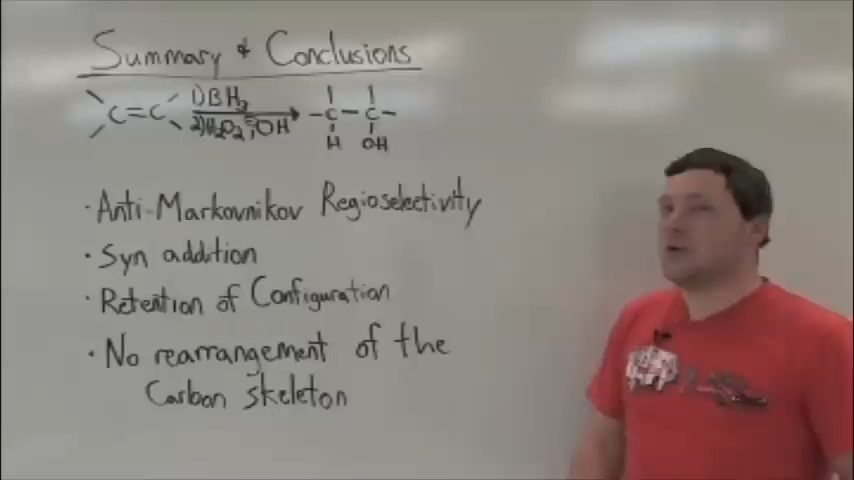 Summary & Conclusions
C=C 1) BH3 2) H2O2, ⁻OH -C-C- H OH
· Anti-Markovnikov Regioselectivity
· Syn addition
· Retention of Configuration
· No rearrangement of the
Carbon skeleton